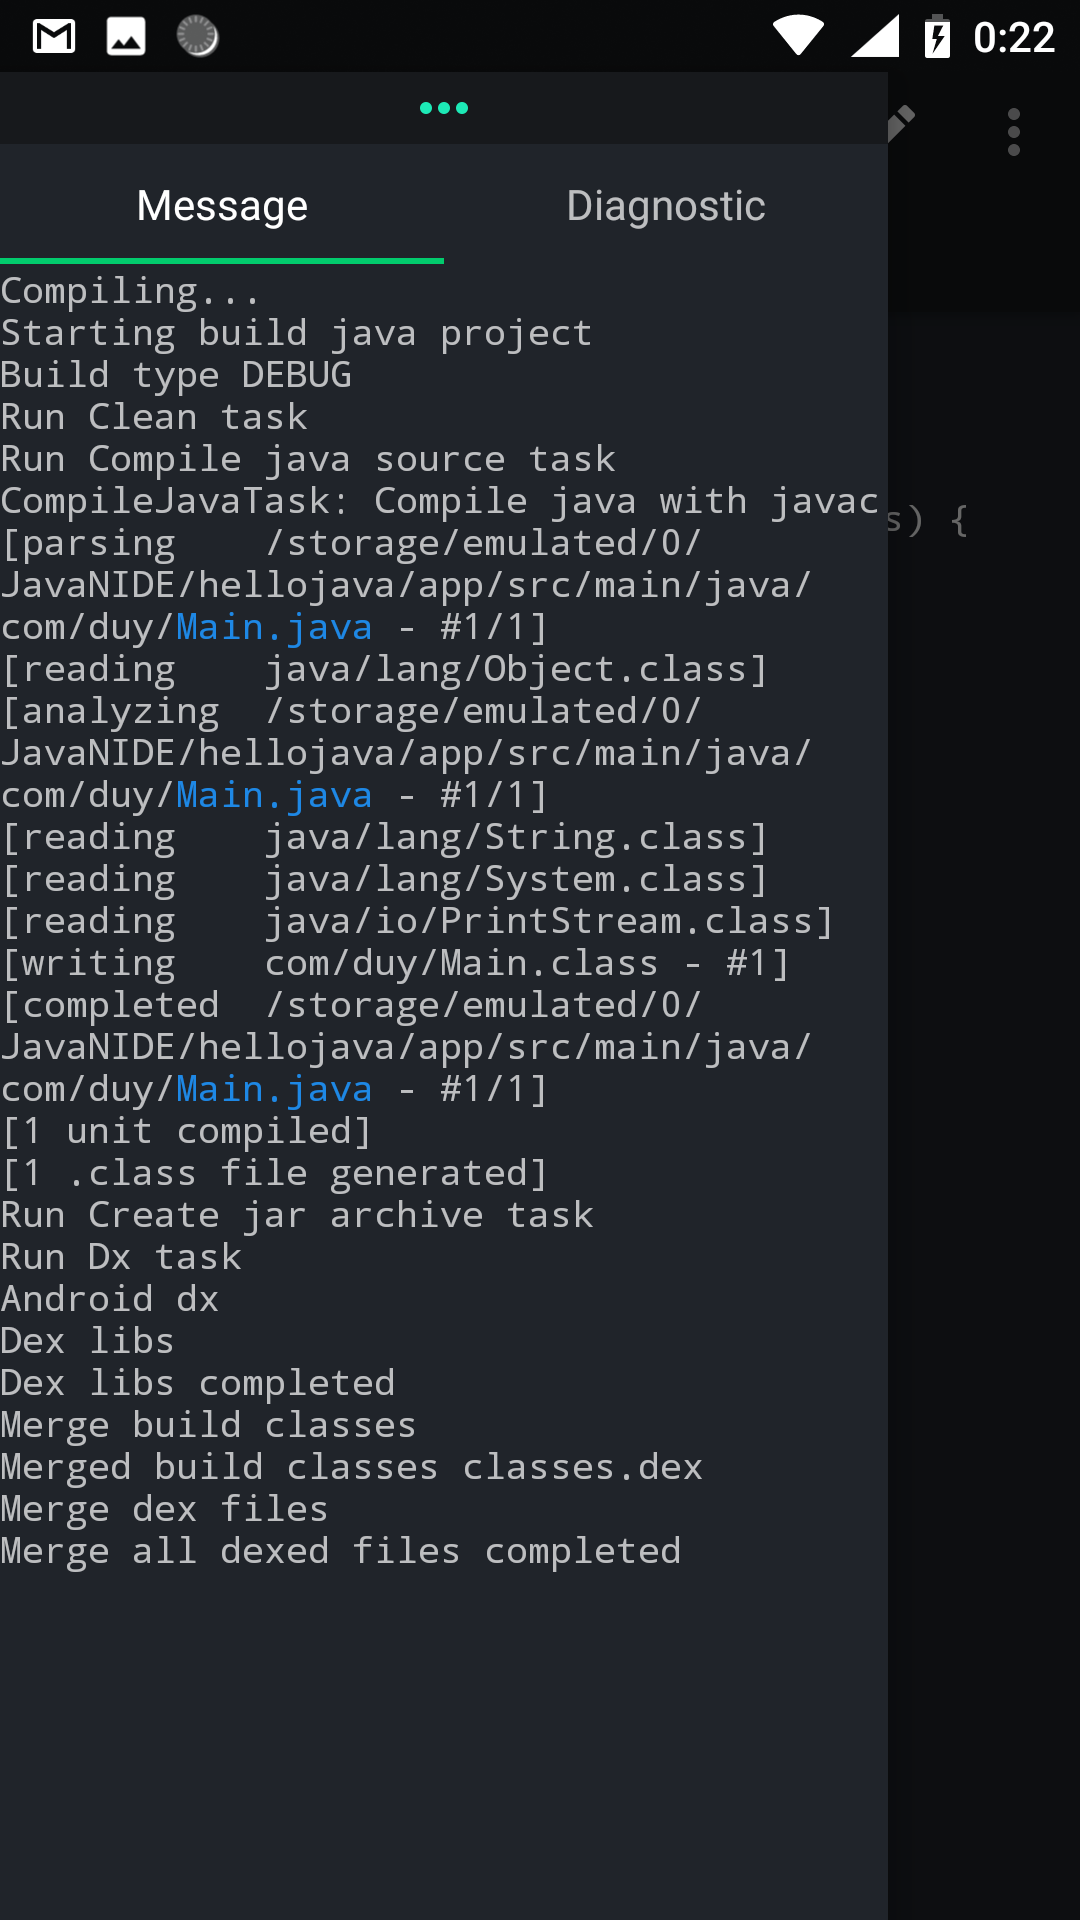 0:22
Message Diagnostic
Compiling...
Starting build java project
Build type DEBUG
Run Clean task
Run Compile java source task
CompileJavaTask: Compile java with javac
s) {
[parsing    /storage/emulated/0/
JavaNIDE/hellojava/app/src/main/java/
com/duy/Main.java - #1/1]
[reading    java/lang/Object.class]
[analyzing  /storage/emulated/0/
JavaNIDE/hellojava/app/src/main/java/
com/duy/Main.java - #1/1]
[reading    java/lang/String.class]
[reading    java/lang/System.class]
[reading    java/io/PrintStream.class]
[writing    com/duy/Main.class - #1]
[completed  /storage/emulated/0/
JavaNIDE/hellojava/app/src/main/java/
com/duy/Main.java - #1/1]
[1 unit compiled]
[1 .class file generated]
Run Create jar archive task
Run Dx task
Android dx
Dex libs
Dex libs completed
Merge build classes
Merged build classes classes.dex
Merge dex files
Merge all dexed files completed